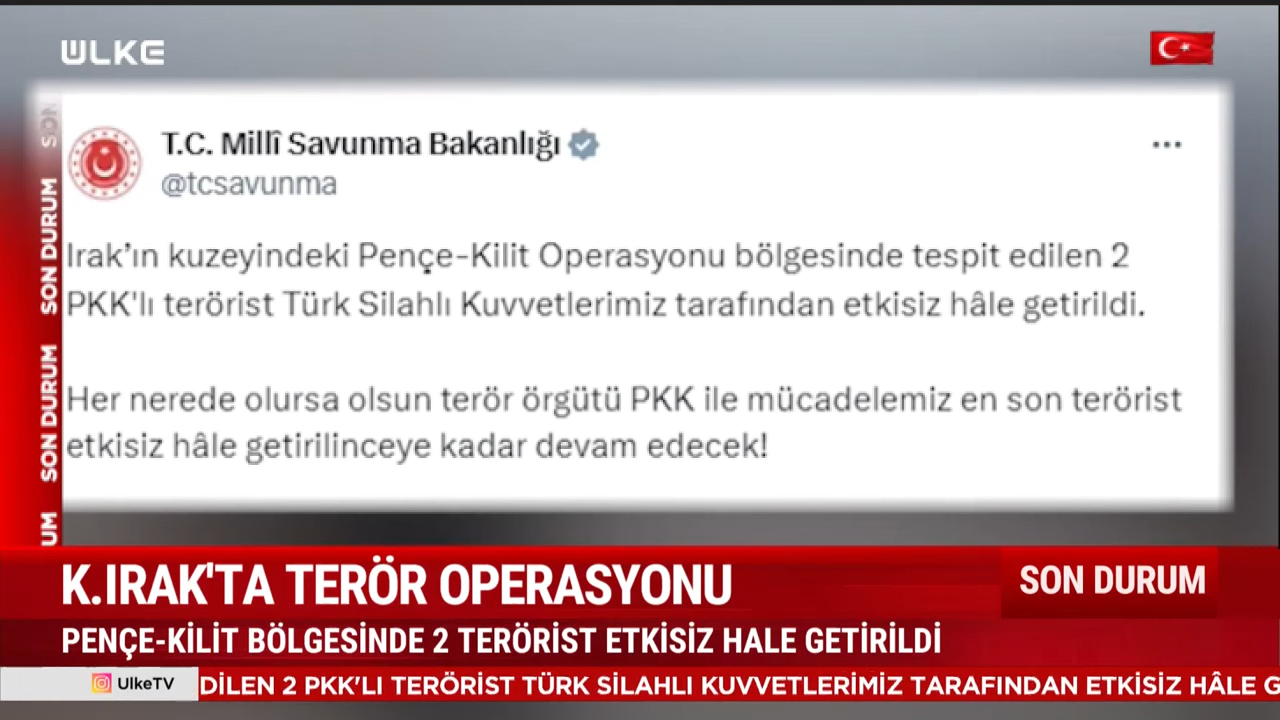 ULKE
T.C. Millî Savunma Bakanlığı
@tcsavunma
Irak’ın kuzeyindeki Pençe-Kilit Operasyonu bölgesinde tespit edilen 2
PKK'lı terörist Türk Silahlı Kuvvetlerimiz tarafından etkisiz hâle getirildi.
Her nerede olursa olsun terör örgütü PKK ile mücadelemiz en son terörist
etkisiz hâle getirilinceye kadar devam edecek!
SON
SON DURUM
SON DURUM
UM
K.IRAK'TA TERÖR OPERASYONU
SON DURUM
PENÇE-KİLİT BÖLGESİNDE 2 TERÖRİST ETKİSİZ HALE GETİRİLDİ
UlkeTV
DİLEN 2 PKK'LI TERÖRİST TÜRK SİLAHLI KUVVETLERİMİZ TARAFINDAN ETKİSİZ HÂLE G